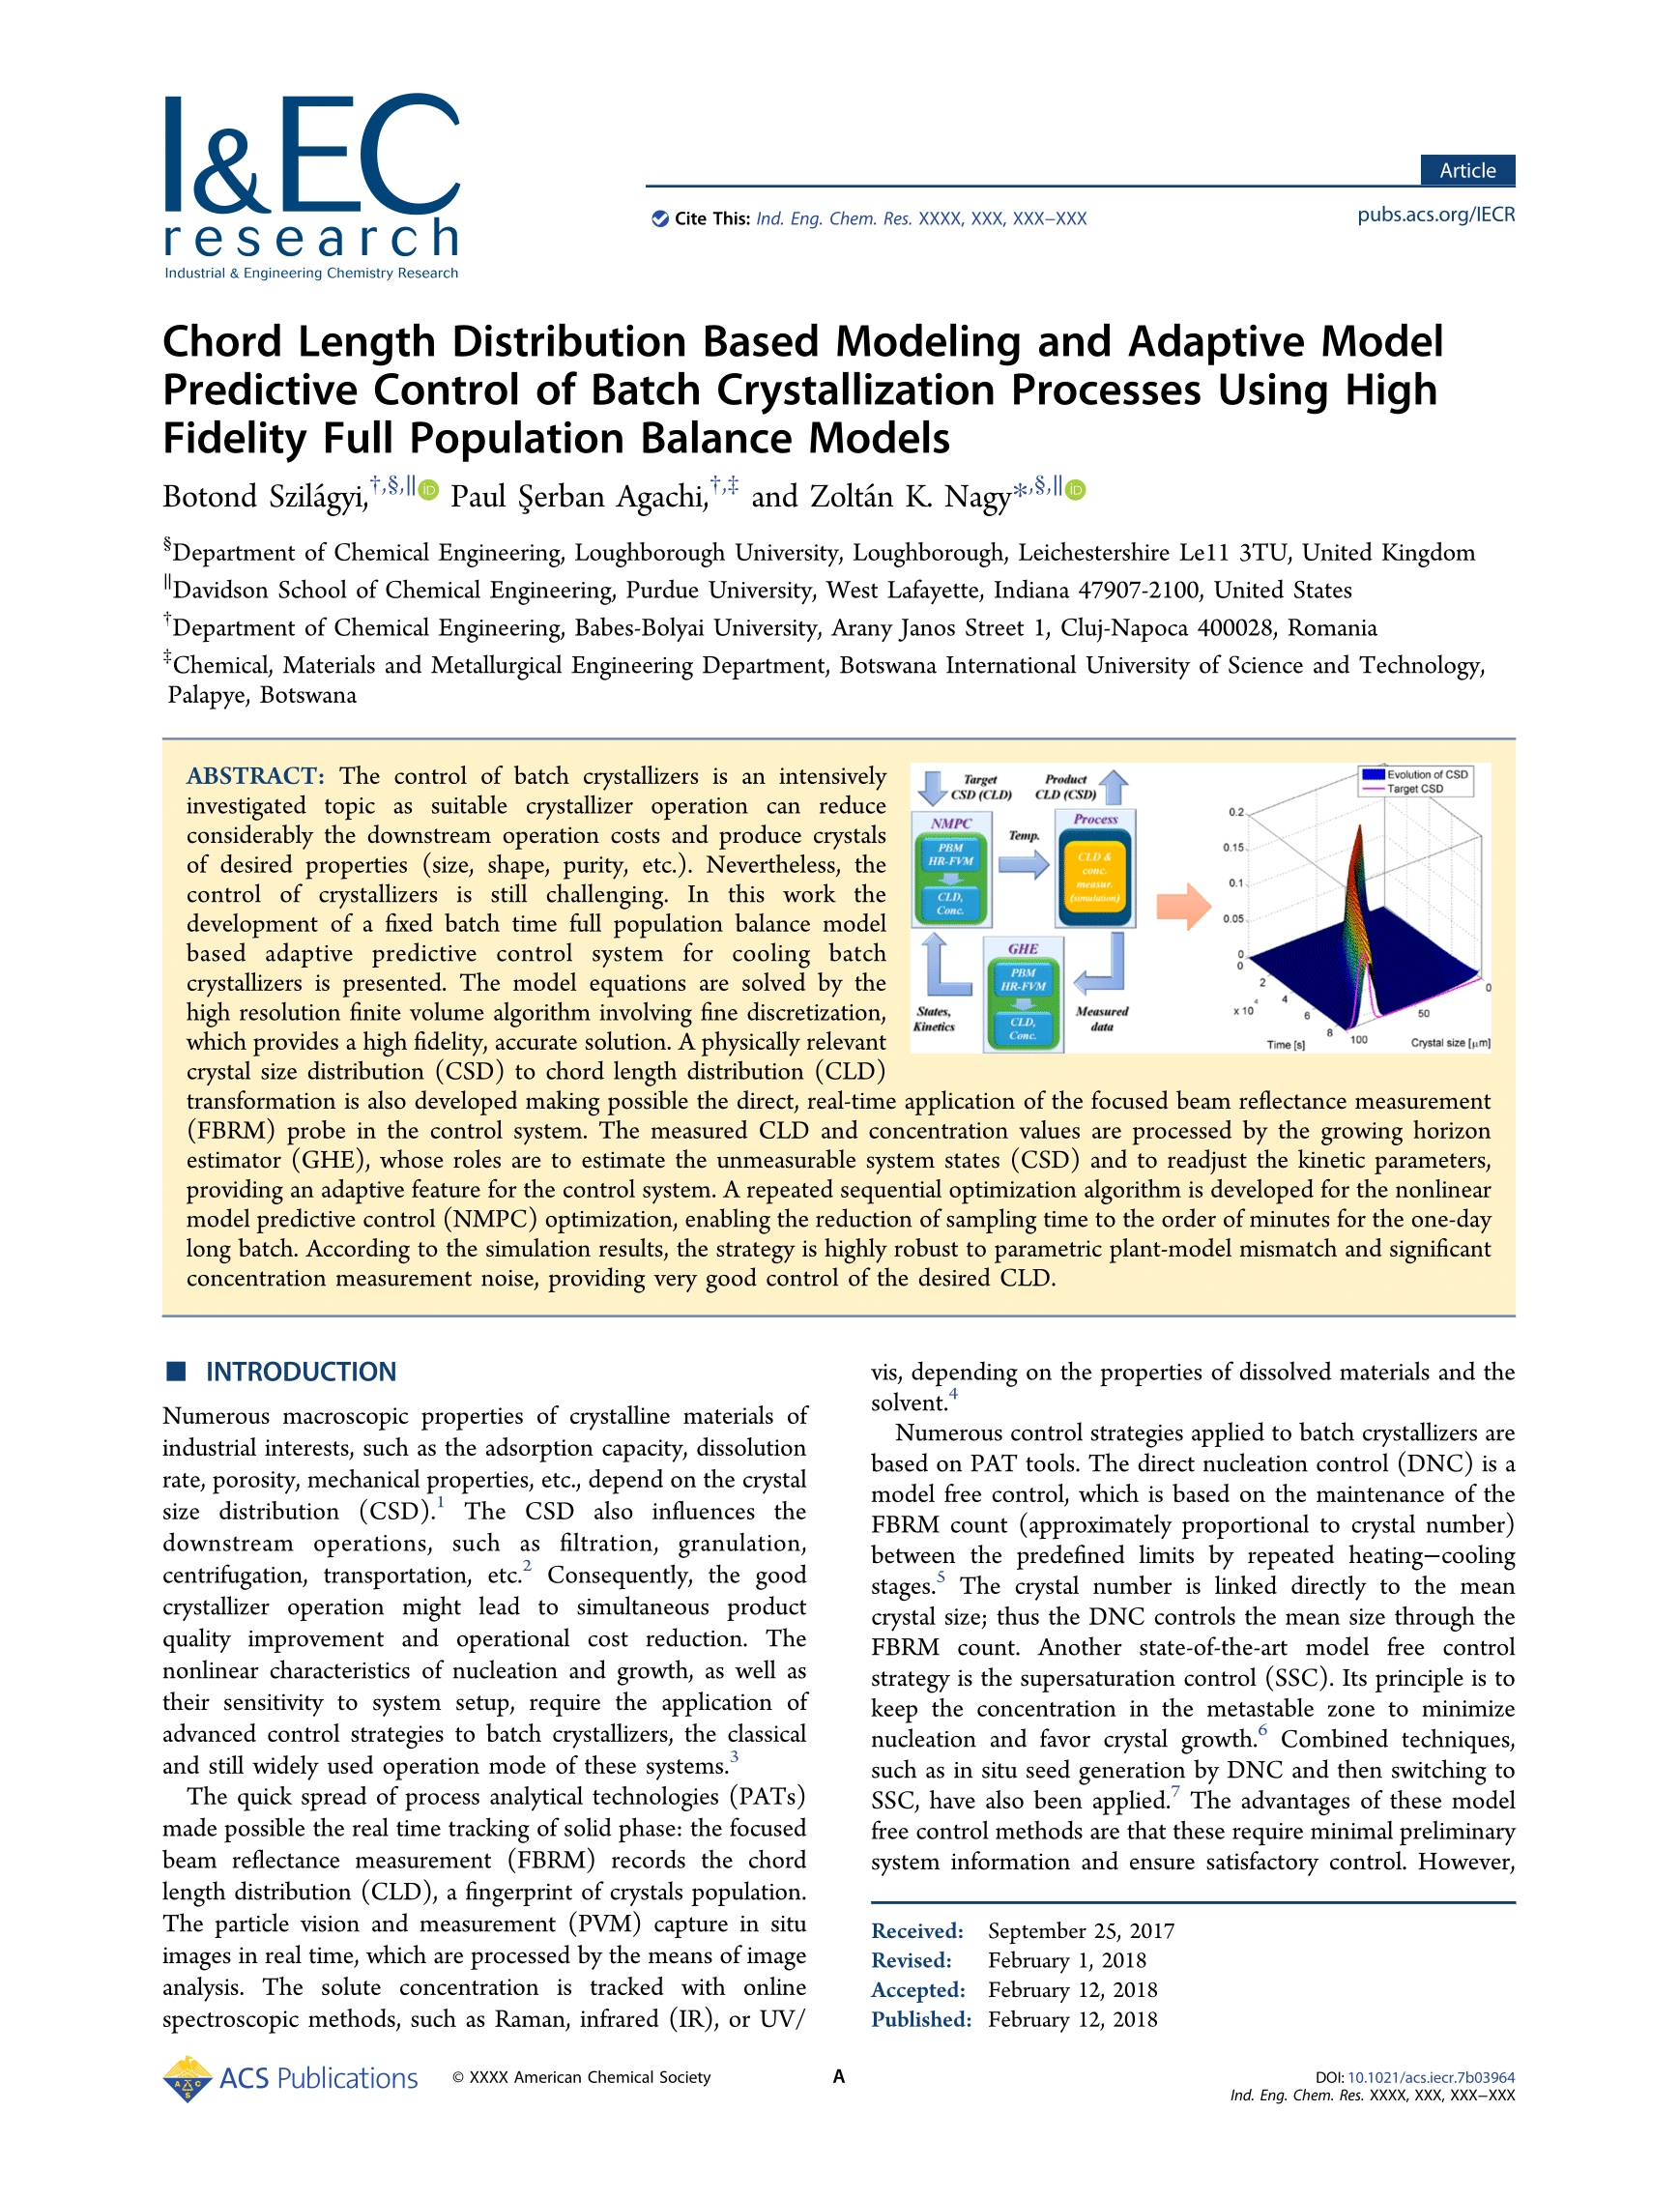 I&EC
research
Industrial & Engineering Chemistry Research
Article
Cite This: Ind. Eng. Chem. Res. XXXX, XXX, XXX−XXX
pubs.acs.org/IECR
Chord Length Distribution Based Modeling and Adaptive Model
Predictive Control of Batch Crystallization Processes Using High
Fidelity Full Population Balance Models
Botond Szilágyi,†,§,∥ iD Paul Şerban Agachi,†,‡ and Zoltán K. Nagy*,§,∥ iD
§Department of Chemical Engineering, Loughborough University, Loughborough, Leichestershire Le11 3TU, United Kingdom
∥Davidson School of Chemical Engineering, Purdue University, West Lafayette, Indiana 47907-2100, United States
†Department of Chemical Engineering, Babes-Bolyai University, Arany Janos Street 1, Cluj-Napoca 400028, Romania
‡Chemical, Materials and Metallurgical Engineering Department, Botswana International University of Science and Technology,
Palapye, Botswana
ABSTRACT: The control of batch crystallizers is an intensively
investigated topic as suitable crystallizer operation can reduce
considerably the downstream operation costs and produce crystals
of desired properties (size, shape, purity, etc.). Nevertheless, the
control of crystallizers is still challenging. In this work the
development of a fixed batch time full population balance model
based adaptive predictive control system for cooling batch
crystallizers is presented. The model equations are solved by the
high resolution finite volume algorithm involving fine discretization,
which provides a high fidelity, accurate solution. A physically relevant
crystal size distribution (CSD) to chord length distribution (CLD)
transformation is also developed making possible the direct, real-time application of the focused beam reflectance measurement
(FBRM) probe in the control system. The measured CLD and concentration values are processed by the growing horizon
estimator (GHE), whose roles are to estimate the unmeasurable system states (CSD) and to readjust the kinetic parameters,
providing an adaptive feature for the control system. A repeated sequential optimization algorithm is developed for the nonlinear
model predictive control (NMPC) optimization, enabling the reduction of sampling time to the order of minutes for the one-day
long batch. According to the simulation results, the strategy is highly robust to parametric plant-model mismatch and significant
concentration measurement noise, providing very good control of the desired CLD.
Target
CSD (CLD)
Product
CLD (CSD)
NMPC
PBM
HR-FVM
CLD,
Conc.
Temp.
Process
CLD &
conc.
measur.
(simulation)
GHE
PBM
HR-FVM
CLD,
Conc.
States,
Kinetics
Measured
data
Evolution of CSD
Target CSD
0.2
0.15
0.1
0.05
0
0
2
4
6
8
x 10 4
Time [s]
100
50
0
Crystal size [μm]
■ INTRODUCTION
Numerous macroscopic properties of crystalline materials of
industrial interests, such as the adsorption capacity, dissolution
rate, porosity, mechanical properties, etc., depend on the crystal
size distribution (CSD).1 The CSD also influences the
downstream operations, such as filtration, granulation,
centrifugation, transportation, etc.2 Consequently, the good
crystallizer operation might lead to simultaneous product
quality improvement and operational cost reduction. The
nonlinear characteristics of nucleation and growth, as well as
their sensitivity to system setup, require the application of
advanced control strategies to batch crystallizers, the classical
and still widely used operation mode of these systems.3
The quick spread of process analytical technologies (PATs)
made possible the real time tracking of solid phase: the focused
beam reflectance measurement (FBRM) records the chord
length distribution (CLD), a fingerprint of crystals population.
The particle vision and measurement (PVM) capture in situ
images in real time, which are processed by the means of image
analysis. The solute concentration is tracked with online
spectroscopic methods, such as Raman, infrared (IR), or UV/
vis, depending on the properties of dissolved materials and the
solvent.4
Numerous control strategies applied to batch crystallizers are
based on PAT tools. The direct nucleation control (DNC) is a
model free control, which is based on the maintenance of the
FBRM count (approximately proportional to crystal number)
between the predefined limits by repeated heating−cooling
stages.5 The crystal number is linked directly to the mean
crystal size; thus the DNC controls the mean size through the
FBRM count. Another state-of-the-art model free control
strategy is the supersaturation control (SSC). Its principle is to
keep the concentration in the metastable zone to minimize
nucleation and favor crystal growth.6 Combined techniques,
such as in situ seed generation by DNC and then switching to
SSC, have also been applied.7 The advantages of these model
free control methods are that these require minimal preliminary
system information and ensure satisfactory control. However,
Received: September 25, 2017
Revised: February 1, 2018
Accepted: February 12, 2018
Published: February 12, 2018
ACS Publications
© XXXX American Chemical Society
A
DOI: 10.1021/acs.iecr.7b03964
Ind. Eng. Chem. Res. XXXX, XXX, XXX−XXX